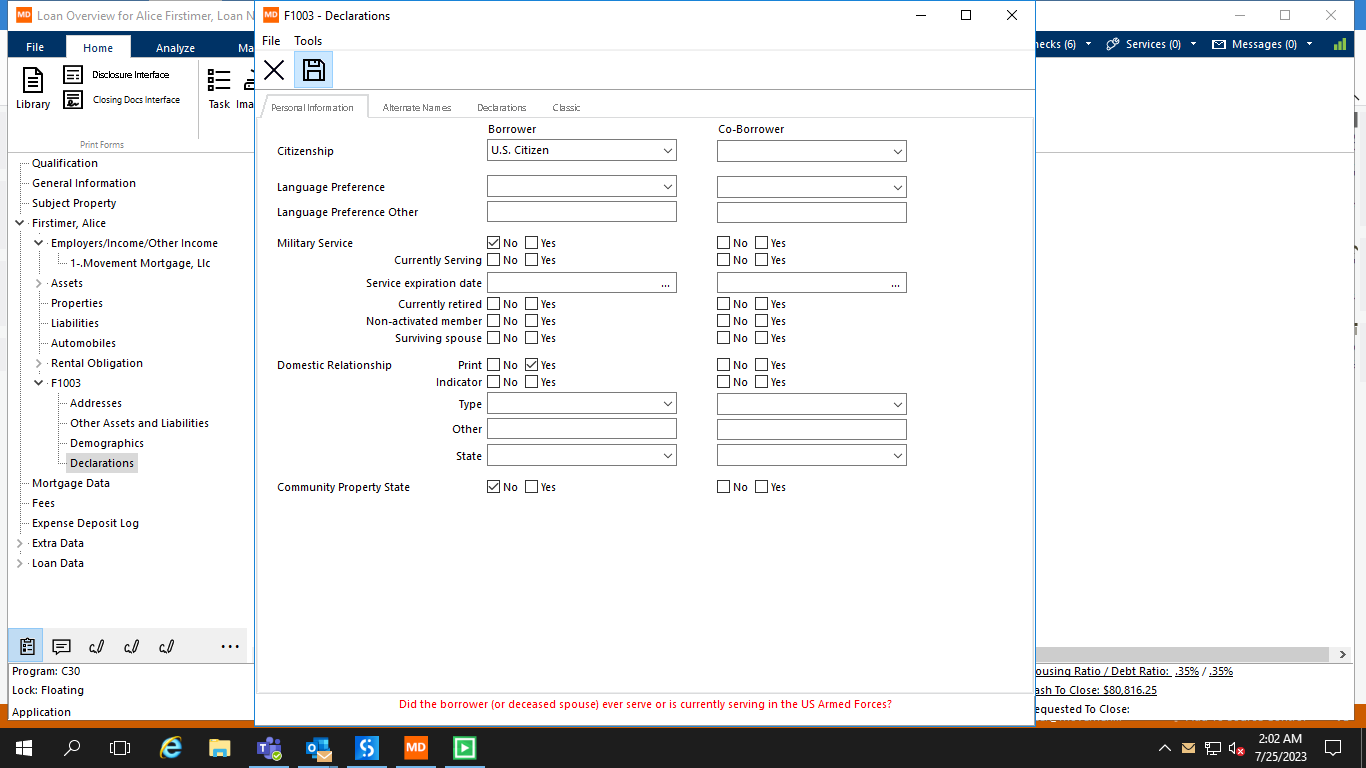 MD Loan Overview for Alice Firstimer, Loan N
MD F1003 - Declarations
File Home Analyze Ma
hecks (6) Services (0) Messages (0)
File Tools
Library
Disclosure Interface
Closing Docs Interface
Task Ima
Print Forms
Qualification
General Information
Subject Property
Firstimer, Alice
Employers/Income/Other Income
1-.Movement Mortgage, Llc
Assets
Properties
Liabilities
Automobiles
Rental Obligation
F1003
Addresses
Other Assets and Liabilities
Demographics
Declarations
Mortgage Data
Fees
Expense Deposit Log
Extra Data
Loan Data
Program: C30
Lock: Floating
Application
Personal Information Alternate Names Declarations Classic
Borrower Co-Borrower
Citizenship U.S. Citizen
Language Preference
Language Preference Other
Military Service No Yes No Yes
Currently Serving No Yes No Yes
Service expiration date ... ...
Currently retired No Yes No Yes
Non-activated member No Yes No Yes
Surviving spouse No Yes No Yes
Domestic Relationship Print No Yes No Yes
Indicator No Yes No Yes
Type
Other
State
Community Property State No Yes No Yes
Did the borrower (or deceased spouse) ever serve or is currently serving in the US Armed Forces?
ousing Ratio / Debt Ratio: .35% / .35%
ash To Close: $80,816.25
equested To Close:
MD
2:02 AM
7/25/2023